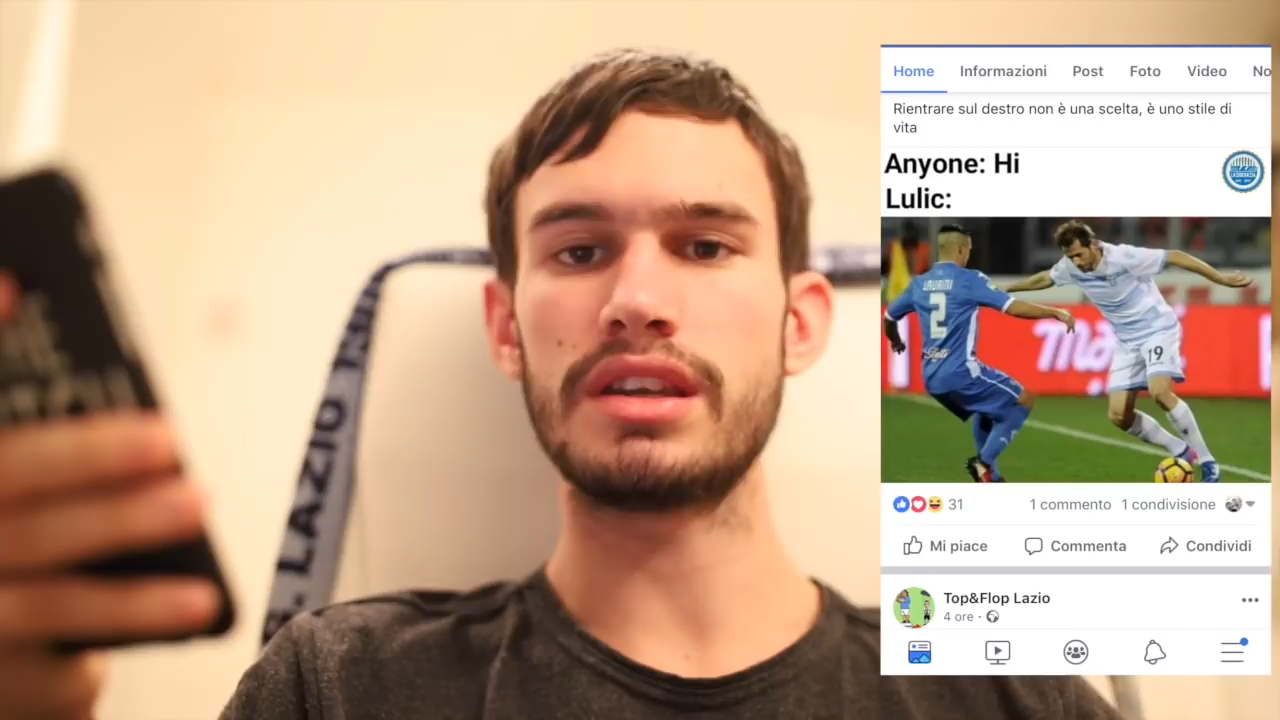 Home Informazioni Post Foto Video No
Rientrare sul destro non è una scelta, è uno stile di
vita
Anyone: Hi
Lulic:
LAURINI
2
19
31 1 commento 1 condivisione
Mi piace Commenta Condividi
Top&Flop Lazio
4 ore
LAZIO